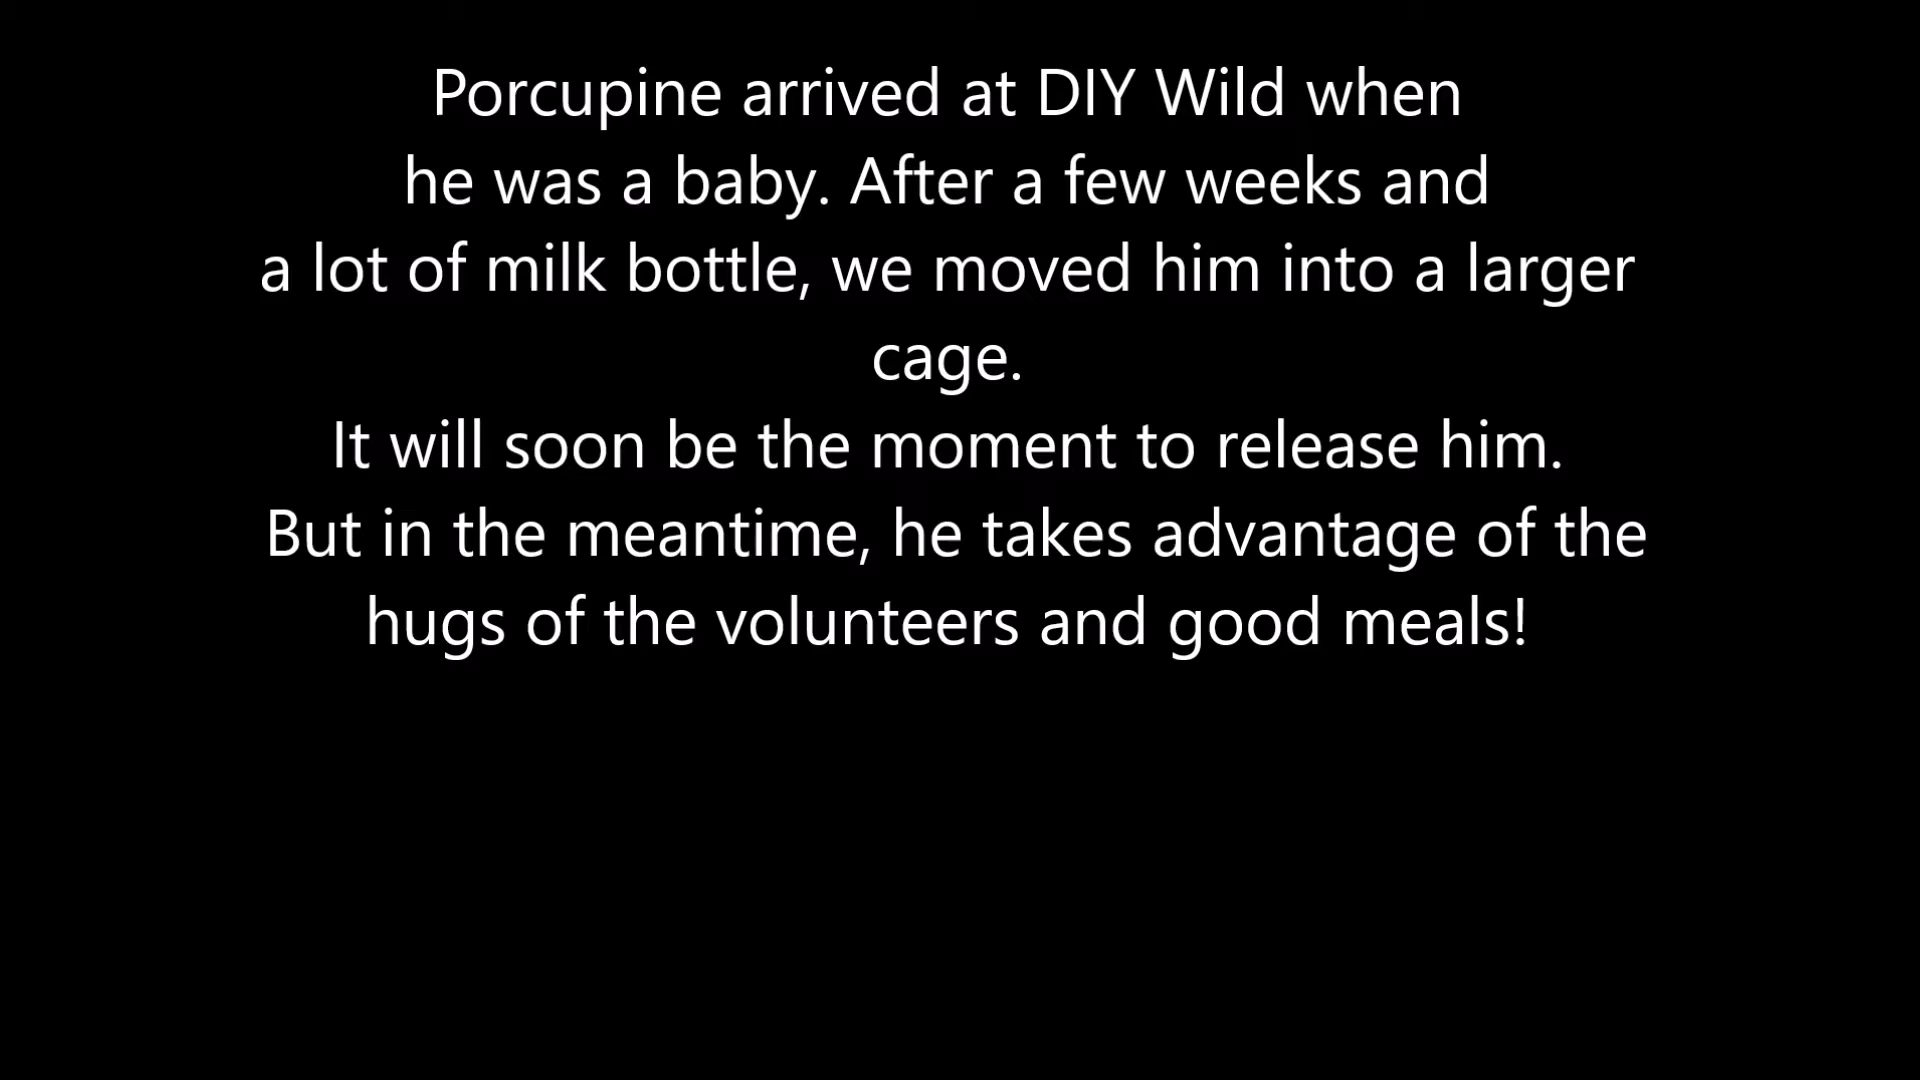 Porcupine arrived at DIY Wild when
he was a baby. After a few weeks and
a lot of milk bottle, we moved him into a larger
cage.
It will soon be the moment to release him.
But in the meantime, he takes advantage of the
hugs of the volunteers and good meals!